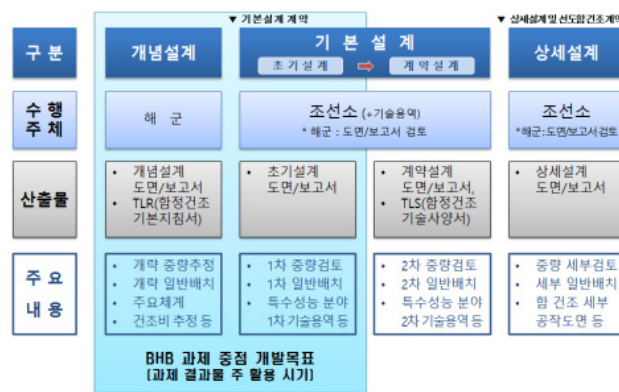 ▼ 기본설계 계약
▼ 상세설계 및 선도함건조계약
구 분
개념설계
기 본 설 계
초 기 설 계
계 약 설 계
상세설계
수 행
주 체
해 군
조선소 (+기술용역)
* 해군 : 도면/보고서 검토
조선소
*해군:도면/보고서검토
산출물
• 개념설계
도면/보고서
• TLR(함정건조
기본지침서)
• 초기설계
도면/보고서
• 계약설계
도면/보고서,
• TLS(함정건조
기술사양서)
• 상세설계
도면/보고서
주 요
내 용
• 개략 중량추정
• 개략 일반배치
• 주요체계
• 건조비 추정 등
• 1차 중량검토
• 1차 일반배치
• 특수성능 분야
1차 기술용역 등
• 2차 중량검토
• 2차 일반배치
• 특수성능 분야
2차 기술용역 등
• 중량 세부검토
• 세부 일반배치
• 함 건조 세부
공작도면 등
BHB 과제 중점 개발목표
(과제 결과물 주 활용 시기)